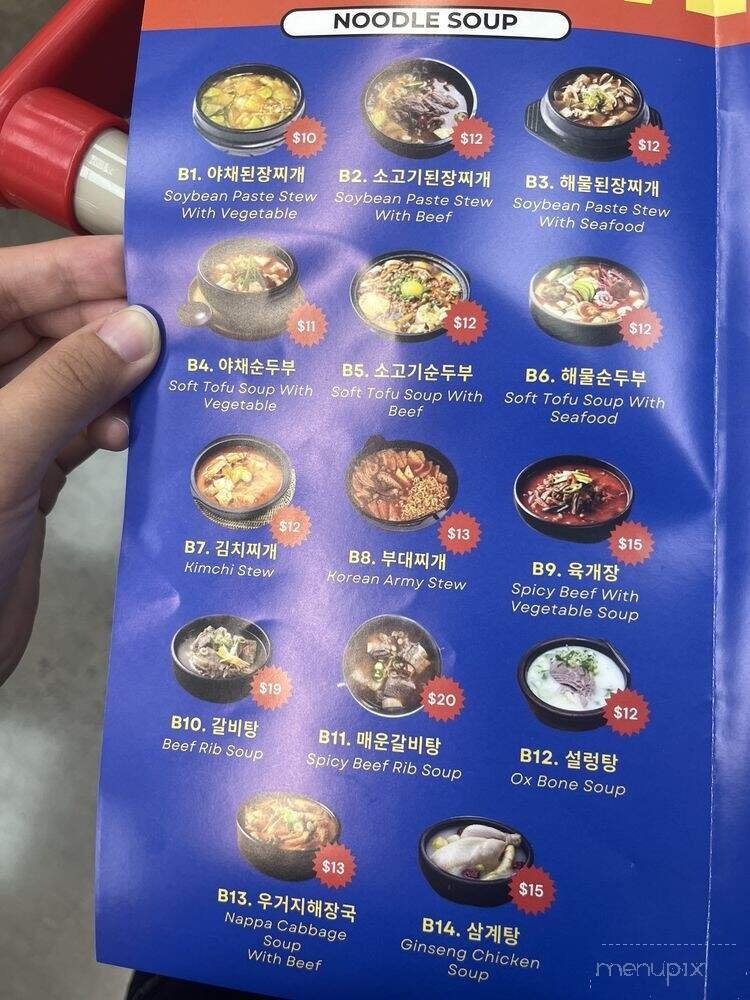 NOODLE SOUP
$10
B1. 야채된장찌개
Soybean Paste Stew
With Vegetable
$12
B2. 소고기된장찌개
Soybean Paste Stew
With Beef
$12
B3. 해물된장찌개
Soybean Paste Stew
With Seafood
$11
B4. 야채순두부
Soft Tofu Soup With
Vegetable
$12
B5. 소고기순두부
Soft Tofu Soup With
Beef
$12
B6. 해물순두부
Soft Tofu Soup With
Seafood
$12
B7. 김치찌개
Kimchi Stew
$13
B8. 부대찌개
Korean Army Stew
$15
B9. 육개장
Spicy Beef With
Vegetable Soup
$19
B10. 갈비탕
Beef Rib Soup
$20
B11. 매운갈비탕
Spicy Beef Rib Soup
$12
B12. 설렁탕
Ox Bone Soup
$13
B13. 우거지해장국
Nappa Cabbage
Soup
With Beef
$15
B14. 삼계탕
Ginseng Chicken
Soup
menupix